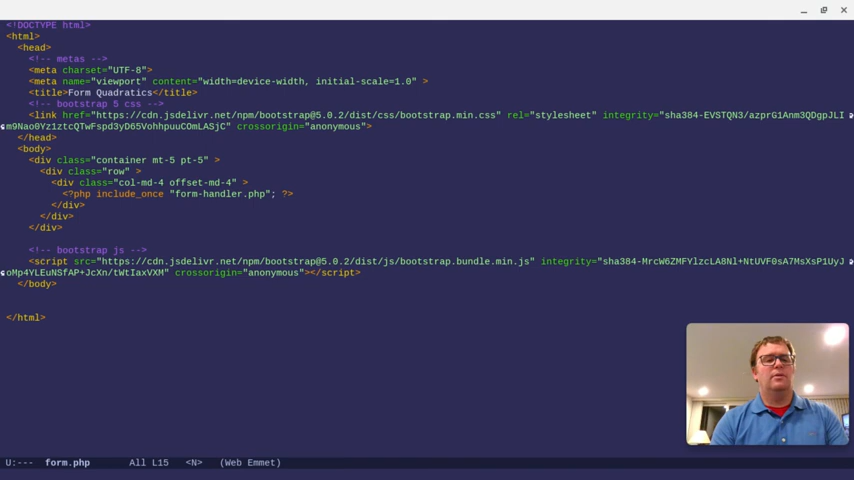 <!DOCTYPE html>
<html>
<head>
<!-- metas -->
<meta charset="UTF-8">
<meta name="viewport" content="width=device-width, initial-scale=1.0" >
<title>Form Quadratics</title>
<!-- bootstrap 5 css -->
<link href="https://cdn.jsdelivr.net/npm/bootstrap@5.0.2/dist/css/bootstrap.min.css" rel="stylesheet" integrity="sha384-EVSTQN3/azprG1Anm3QDgpJLI
m9Nao0Yz1ztcQTwFspd3yD65VohhpuuCOmLASjC" crossorigin="anonymous">
</head>
<body>
<div class="container mt-5 pt-5" >
<div class="row" >
<div class="col-md-4 offset-md-4" >
<?php include_once "form-handler.php"; ?>
</div>
</div>
</div>
<!-- bootstrap js -->
<script src="https://cdn.jsdelivr.net/npm/bootstrap@5.0.2/dist/js/bootstrap.bundle.min.js" integrity="sha384-MrcW6ZMFYlzcLA8Nl+NtUVF0sA7MsXsP1UyJ
oMp4YLEuNSfAP+JcXn/tWtIaxVXM" crossorigin="anonymous"></script>
</body>
</html>
U:--- form.php All L15 <N> (Web Emmet)